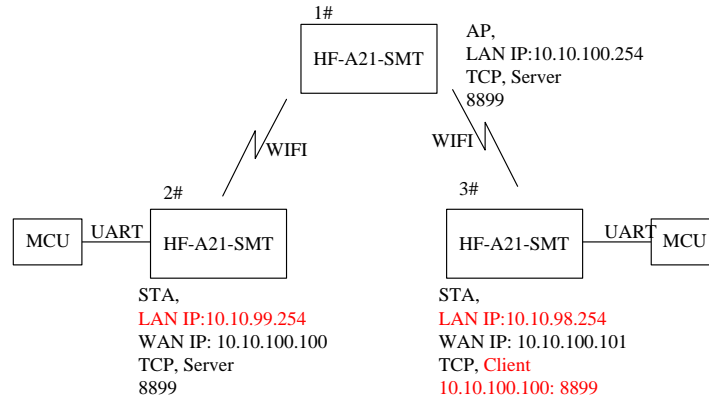 1#
HF-A21-SMT
AP,
LAN IP:10.10.100.254
TCP, Server
8899
WIFI
WIFI
2#
MCU
UART
HF-A21-SMT
STA,
LAN IP:10.10.99.254
WAN IP: 10.10.100.100
TCP, Server
8899
3#
HF-A21-SMT
UART
MCU
STA,
LAN IP:10.10.98.254
WAN IP: 10.10.100.101
TCP, Client
10.10.100.100: 8899